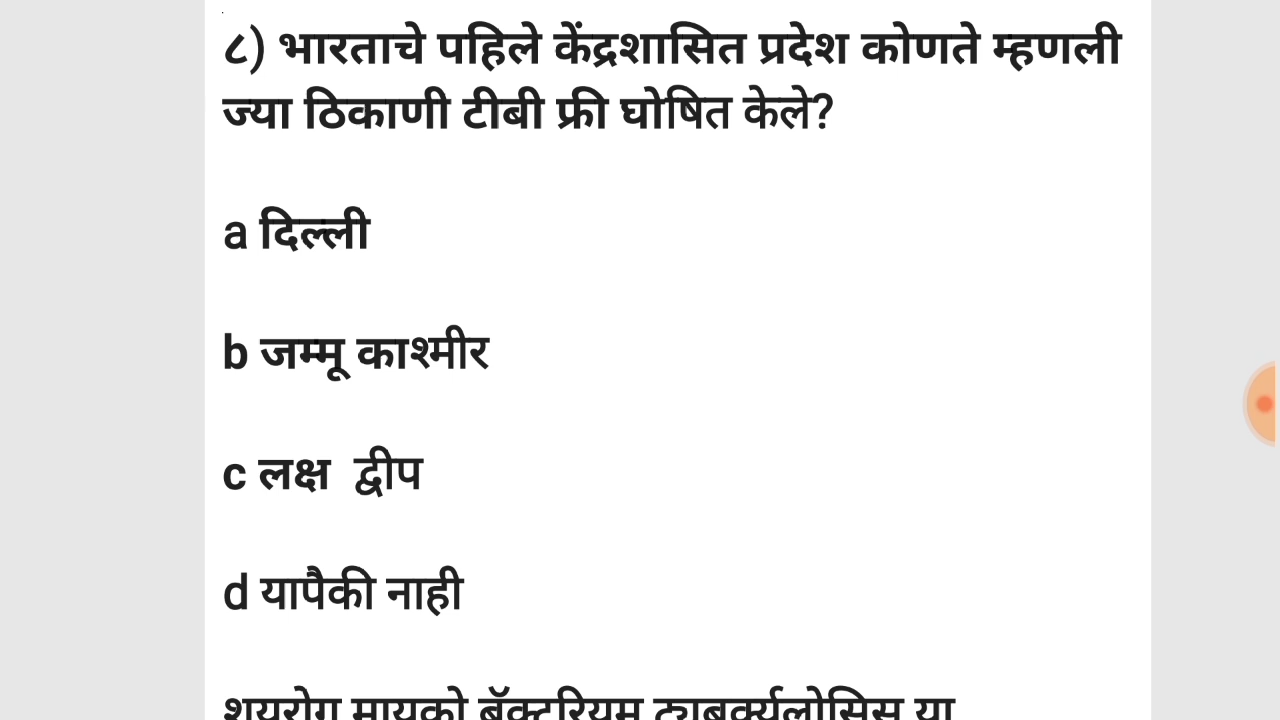 ८) भारताचे पहिले केंद्रशासित प्रदेश कोणते म्हणली
ज्या ठिकाणी टीबी फ्री घोषित केले?
a दिल्ली
b जम्मू काश्मीर
c लक्ष द्वीप
d यापैकी नाही